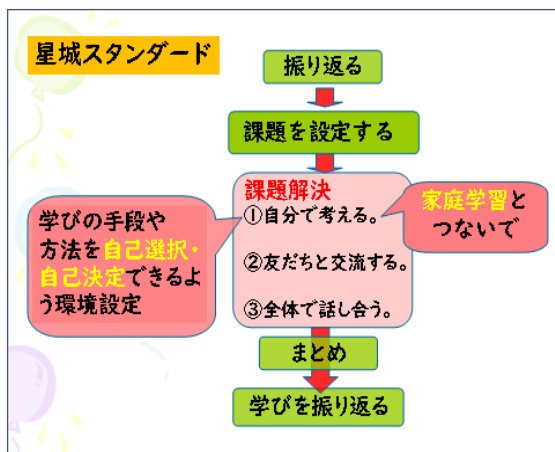 星城スタンダード
振り返る
課題を設定する
課題解決
①自分で考える。
②友だちと交流する。
③全体で話し合う。
学びの手段や
方法を自己選択・
自己決定できるよ
う環境設定
家庭学習と
つないで
まとめ
学びを振り返る